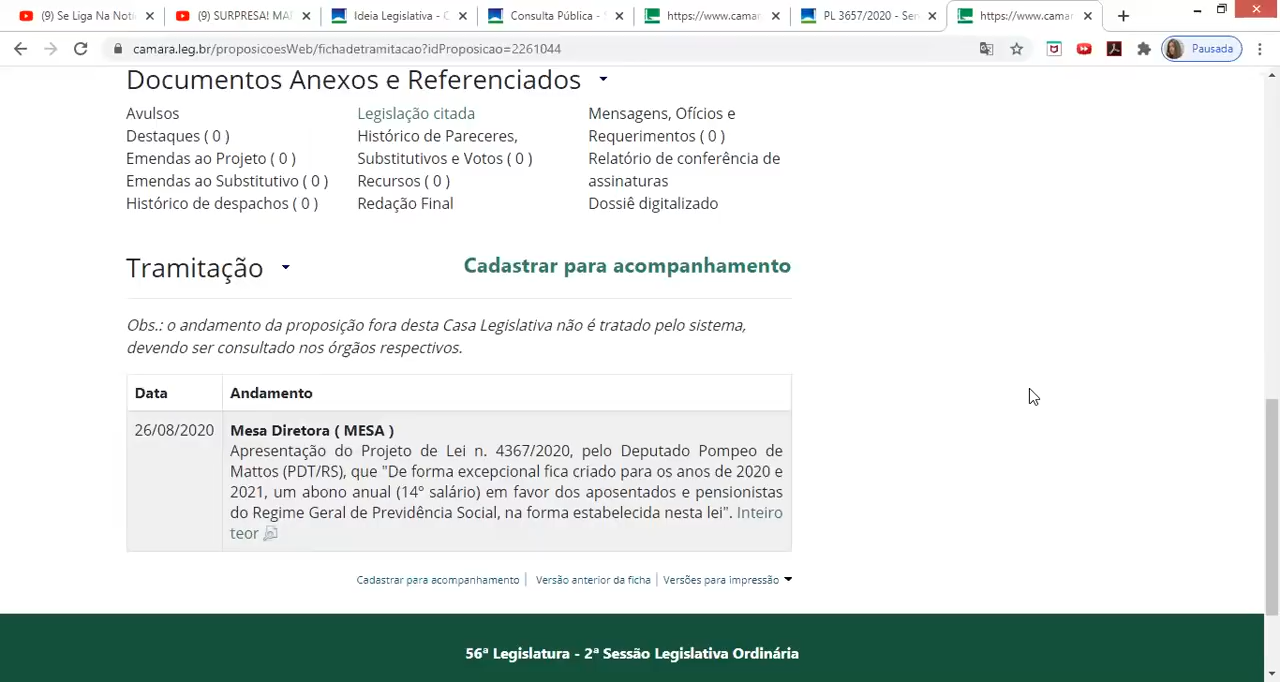 (9) Se Liga Na Noti
(9) SURPRESA! MAI
Ideia Legislativa - C
Consulta Pública - S
https://www.camar
PL 3657/2020 - Sen
https://www.camar
camara.leg.br/proposicoesWeb/fichadetramitacao?idProposicao=2261044
Pausada
Documentos Anexos e Referenciados
Avulsos
Destaques ( 0 )
Emendas ao Projeto ( 0 )
Emendas ao Substitutivo ( 0 )
Histórico de despachos ( 0 )
Legislação citada
Histórico de Pareceres,
Substitutivos e Votos ( 0 )
Recursos ( 0 )
Redação Final
Mensagens, Ofícios e
Requerimentos ( 0 )
Relatório de conferência de
assinaturas
Dossiê digitalizado
Tramitação
Cadastrar para acompanhamento
Obs.: o andamento da proposição fora desta Casa Legislativa não é tratado pelo sistema,
devendo ser consultado nos órgãos respectivos.
Data
Andamento
26/08/2020
Mesa Diretora ( MESA )
Apresentação do Projeto de Lei n. 4367/2020, pelo Deputado Pompeo de
Mattos (PDT/RS), que "De forma excepcional fica criado para os anos de 2020 e
2021, um abono anual (14º salário) em favor dos aposentados e pensionistas
do Regime Geral de Previdência Social, na forma estabelecida nesta lei". Inteiro
teor
Cadastrar para acompanhamento | Versão anterior da ficha | Versões para impressão
56ª Legislatura - 2ª Sessão Legislativa Ordinária